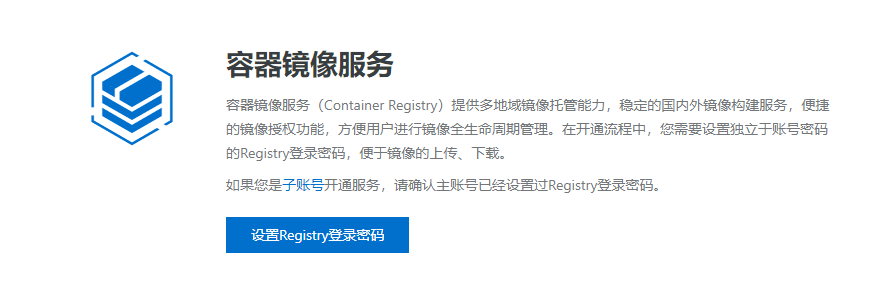 容器镜像服务
容器镜像服务（Container Registry）提供多地域镜像托管能力，稳定的国内外镜像构建服务，便捷
的镜像授权功能，方便用户进行镜像全生命周期管理。在开通流程中，您需要设置独立于账号密码
的Registry登录密码，便于镜像的上传、下载。
如果您是子账号开通服务，请确认主账号已经设置过Registry登录密码。
设置Registry登录密码